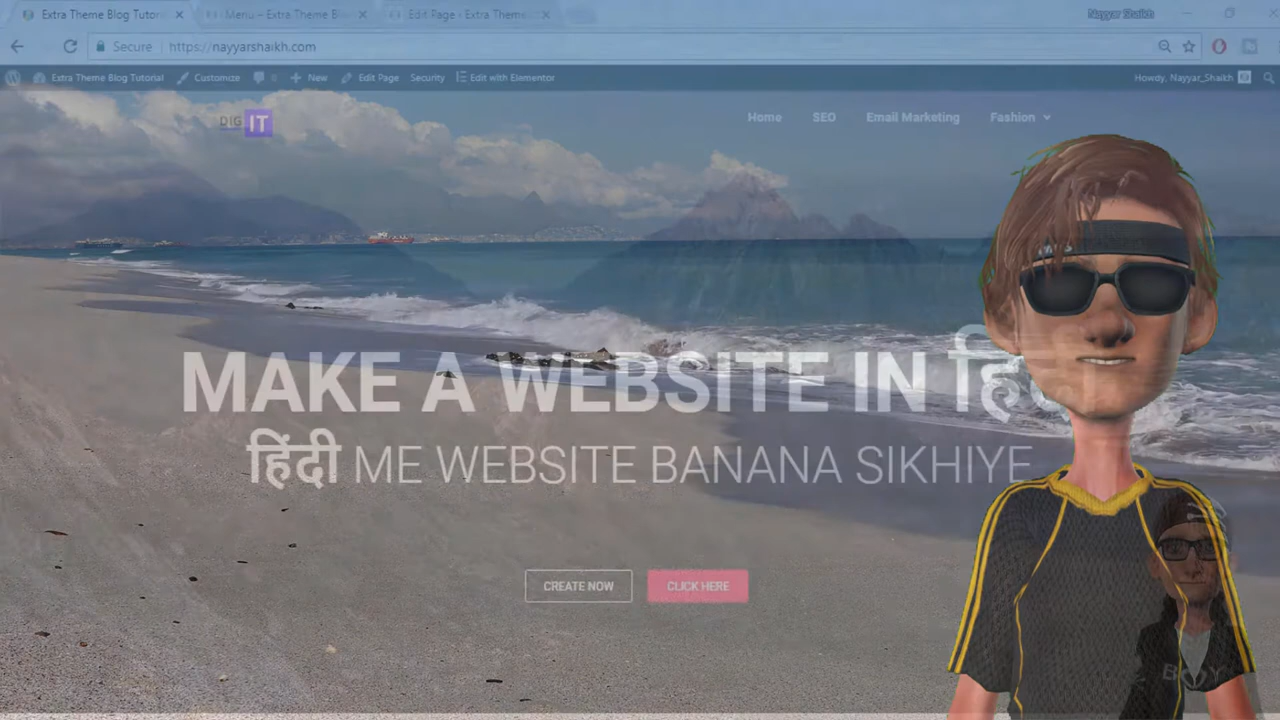 Extra Theme Blog Tutor
Menu – Extra Theme Bl
Edit Page ‹ Extra Theme
Nayyar Shaikh
Secure
https://nayyarshaikh.com
Extra Theme Blog Tutorial
Customize
0
New
Edit Page
Security
Edit with Elementor
Howdy, Nayyar_Shaikh
DIG IT
Home
SEO
Email Marketing
Fashion
MAKE A WEBSITE IN हिंदी
हिंदी ME WEBSITE BANANA SIKHIYE
CREATE NOW
CLICK HERE